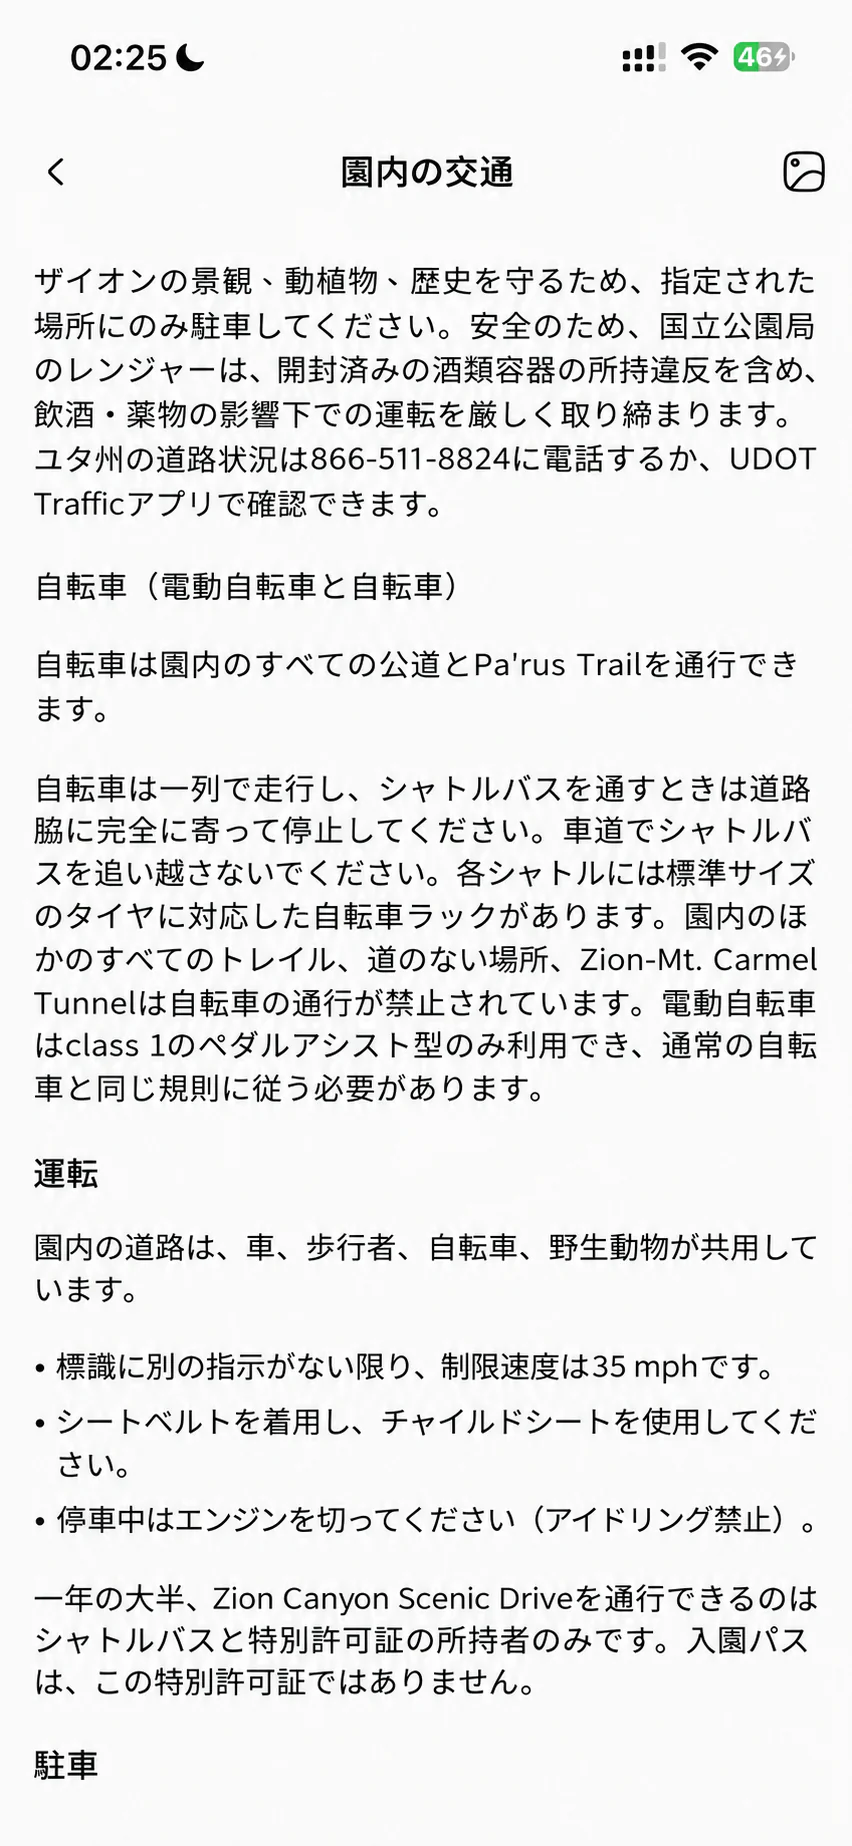 02:25
46
園内の交通
ザイオンの景観、動植物、歴史を守るため、指定された
場所にのみ駐車してください。安全のため、国立公園局
のレンジャーは、開封済みの酒類容器の所持違反を含め、
飲酒・薬物の影響下での運転を厳しく取り締まります。
ユタ州の道路状況は866-511-8824に電話するか、UDOT
Trafficアプリで確認できます。
自転車（電動自転車と自転車）
自転車は園内のすべての公道とPa'rus Trailを通行でき
ます。
自転車は一列で走行し、シャトルバスを通すときは道路
脇に完全に寄って停止してください。車道でシャトルバ
スを追い越さないでください。各シャトルには標準サイズ
のタイヤに対応した自転車ラックがあります。園内のほ
かのすべてのトレイル、道のない場所、Zion-Mt. Carmel
Tunnelは自転車の通行が禁止されています。電動自転車
はclass 1のペダルアシスト型のみ利用でき、通常の自転
車と同じ規則に従う必要があります。
運転
園内の道路は、車、歩行者、自転車、野生動物が共用して
います。
• 標識に別の指示がない限り、制限速度は35 mphです。
• シートベルトを着用し、チャイルドシートを使用してくだ
さい。
• 停車中はエンジンを切ってください（アイドリング禁止）。
一年の大半、Zion Canyon Scenic Driveを通行できるのは
シャトルバスと特別許可証の所持者のみです。入園パス
は、この特別許可証ではありません。
駐車